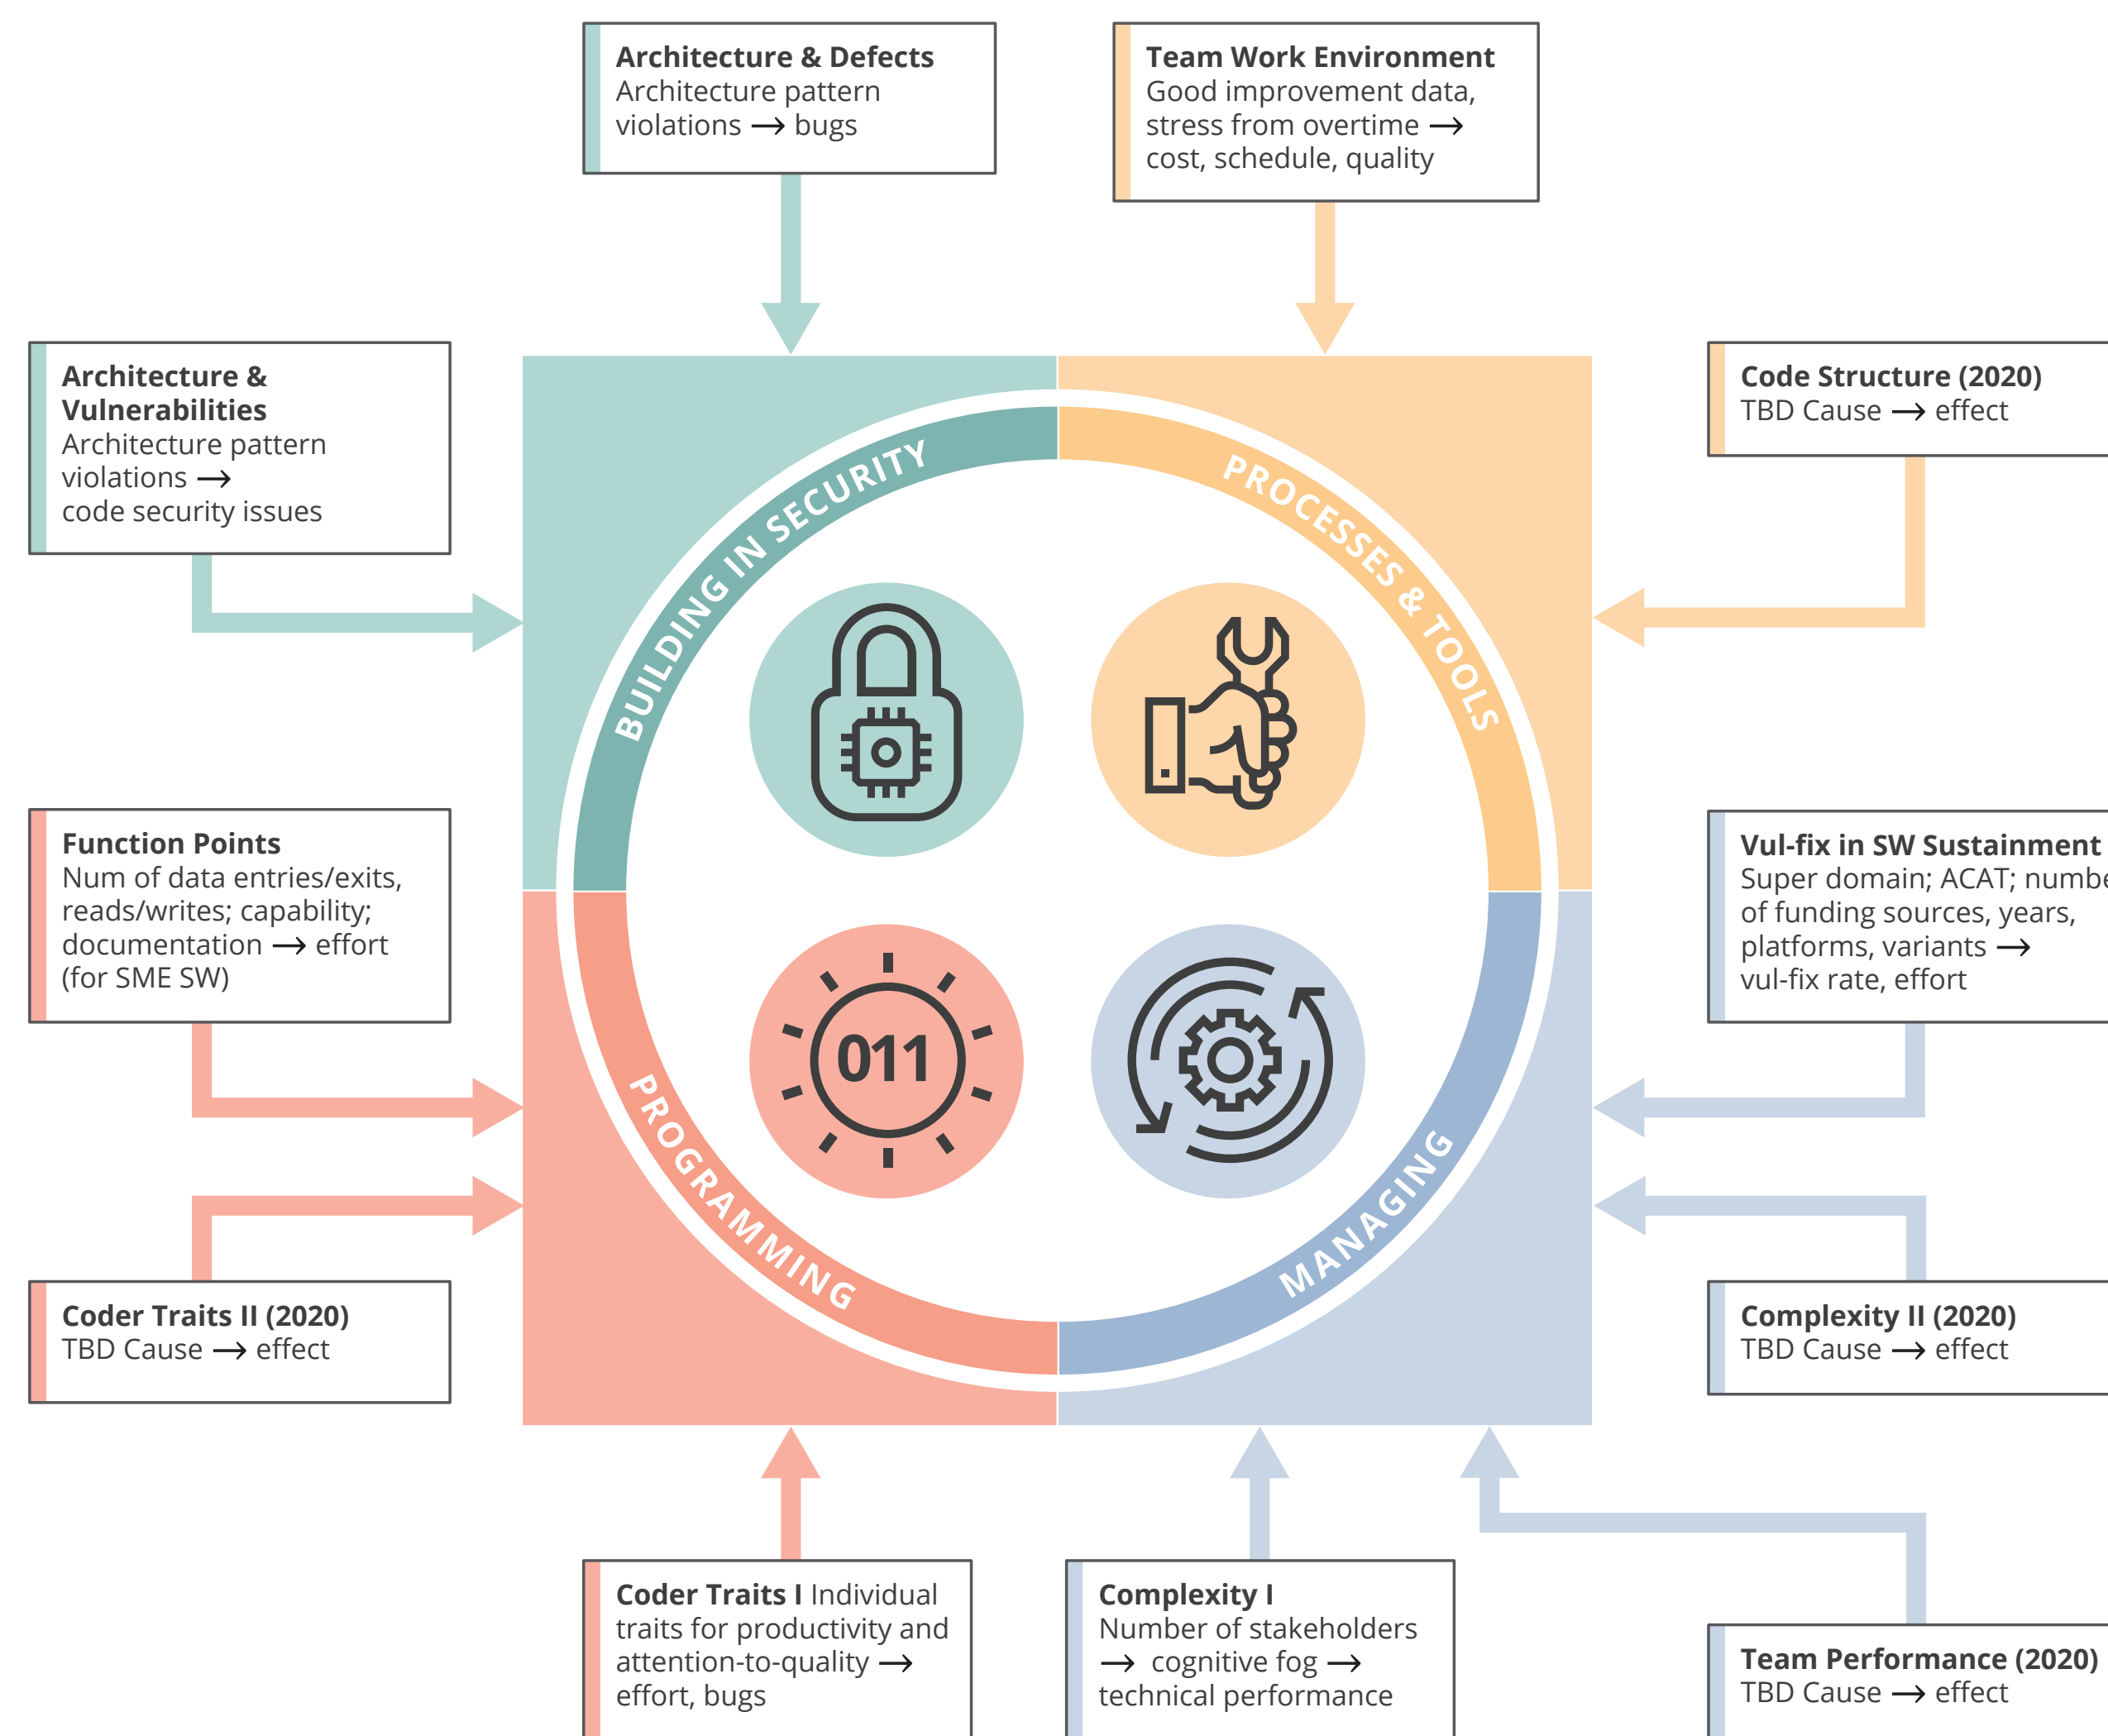 Architecture & Defects
Architecture pattern
violations → bugs
Team Work Environment
Good improvement data,
stress from overtime →
cost, schedule, quality
Architecture &
Vulnerabilities
Architecture pattern
violations →
code security issues
Code Structure (2020)
TBD Cause → effect
BUILDING IN SECURITY
PROCESSES & TOOLS
Function Points
Num of data entries/exits,
reads/writes; capability;
documentation → effort
(for SME SW)
Vul-fix in SW Sustainment
Super domain; ACAT;
of funding sources, years,
platforms, variants →
vul-fix rate, effort
011
PROGRAMMING
MANAGING
Coder Traits II (2020)
TBD Cause → effect
Complexity II (2020)
TBD Cause → effect
Coder Traits I Individual
traits for productivity and
attention-to-quality →
effort, bugs
Complexity I
Number of stakeholders
→ cognitive fog →
technical performance
Team Performance (2020)
TBD Cause → effect